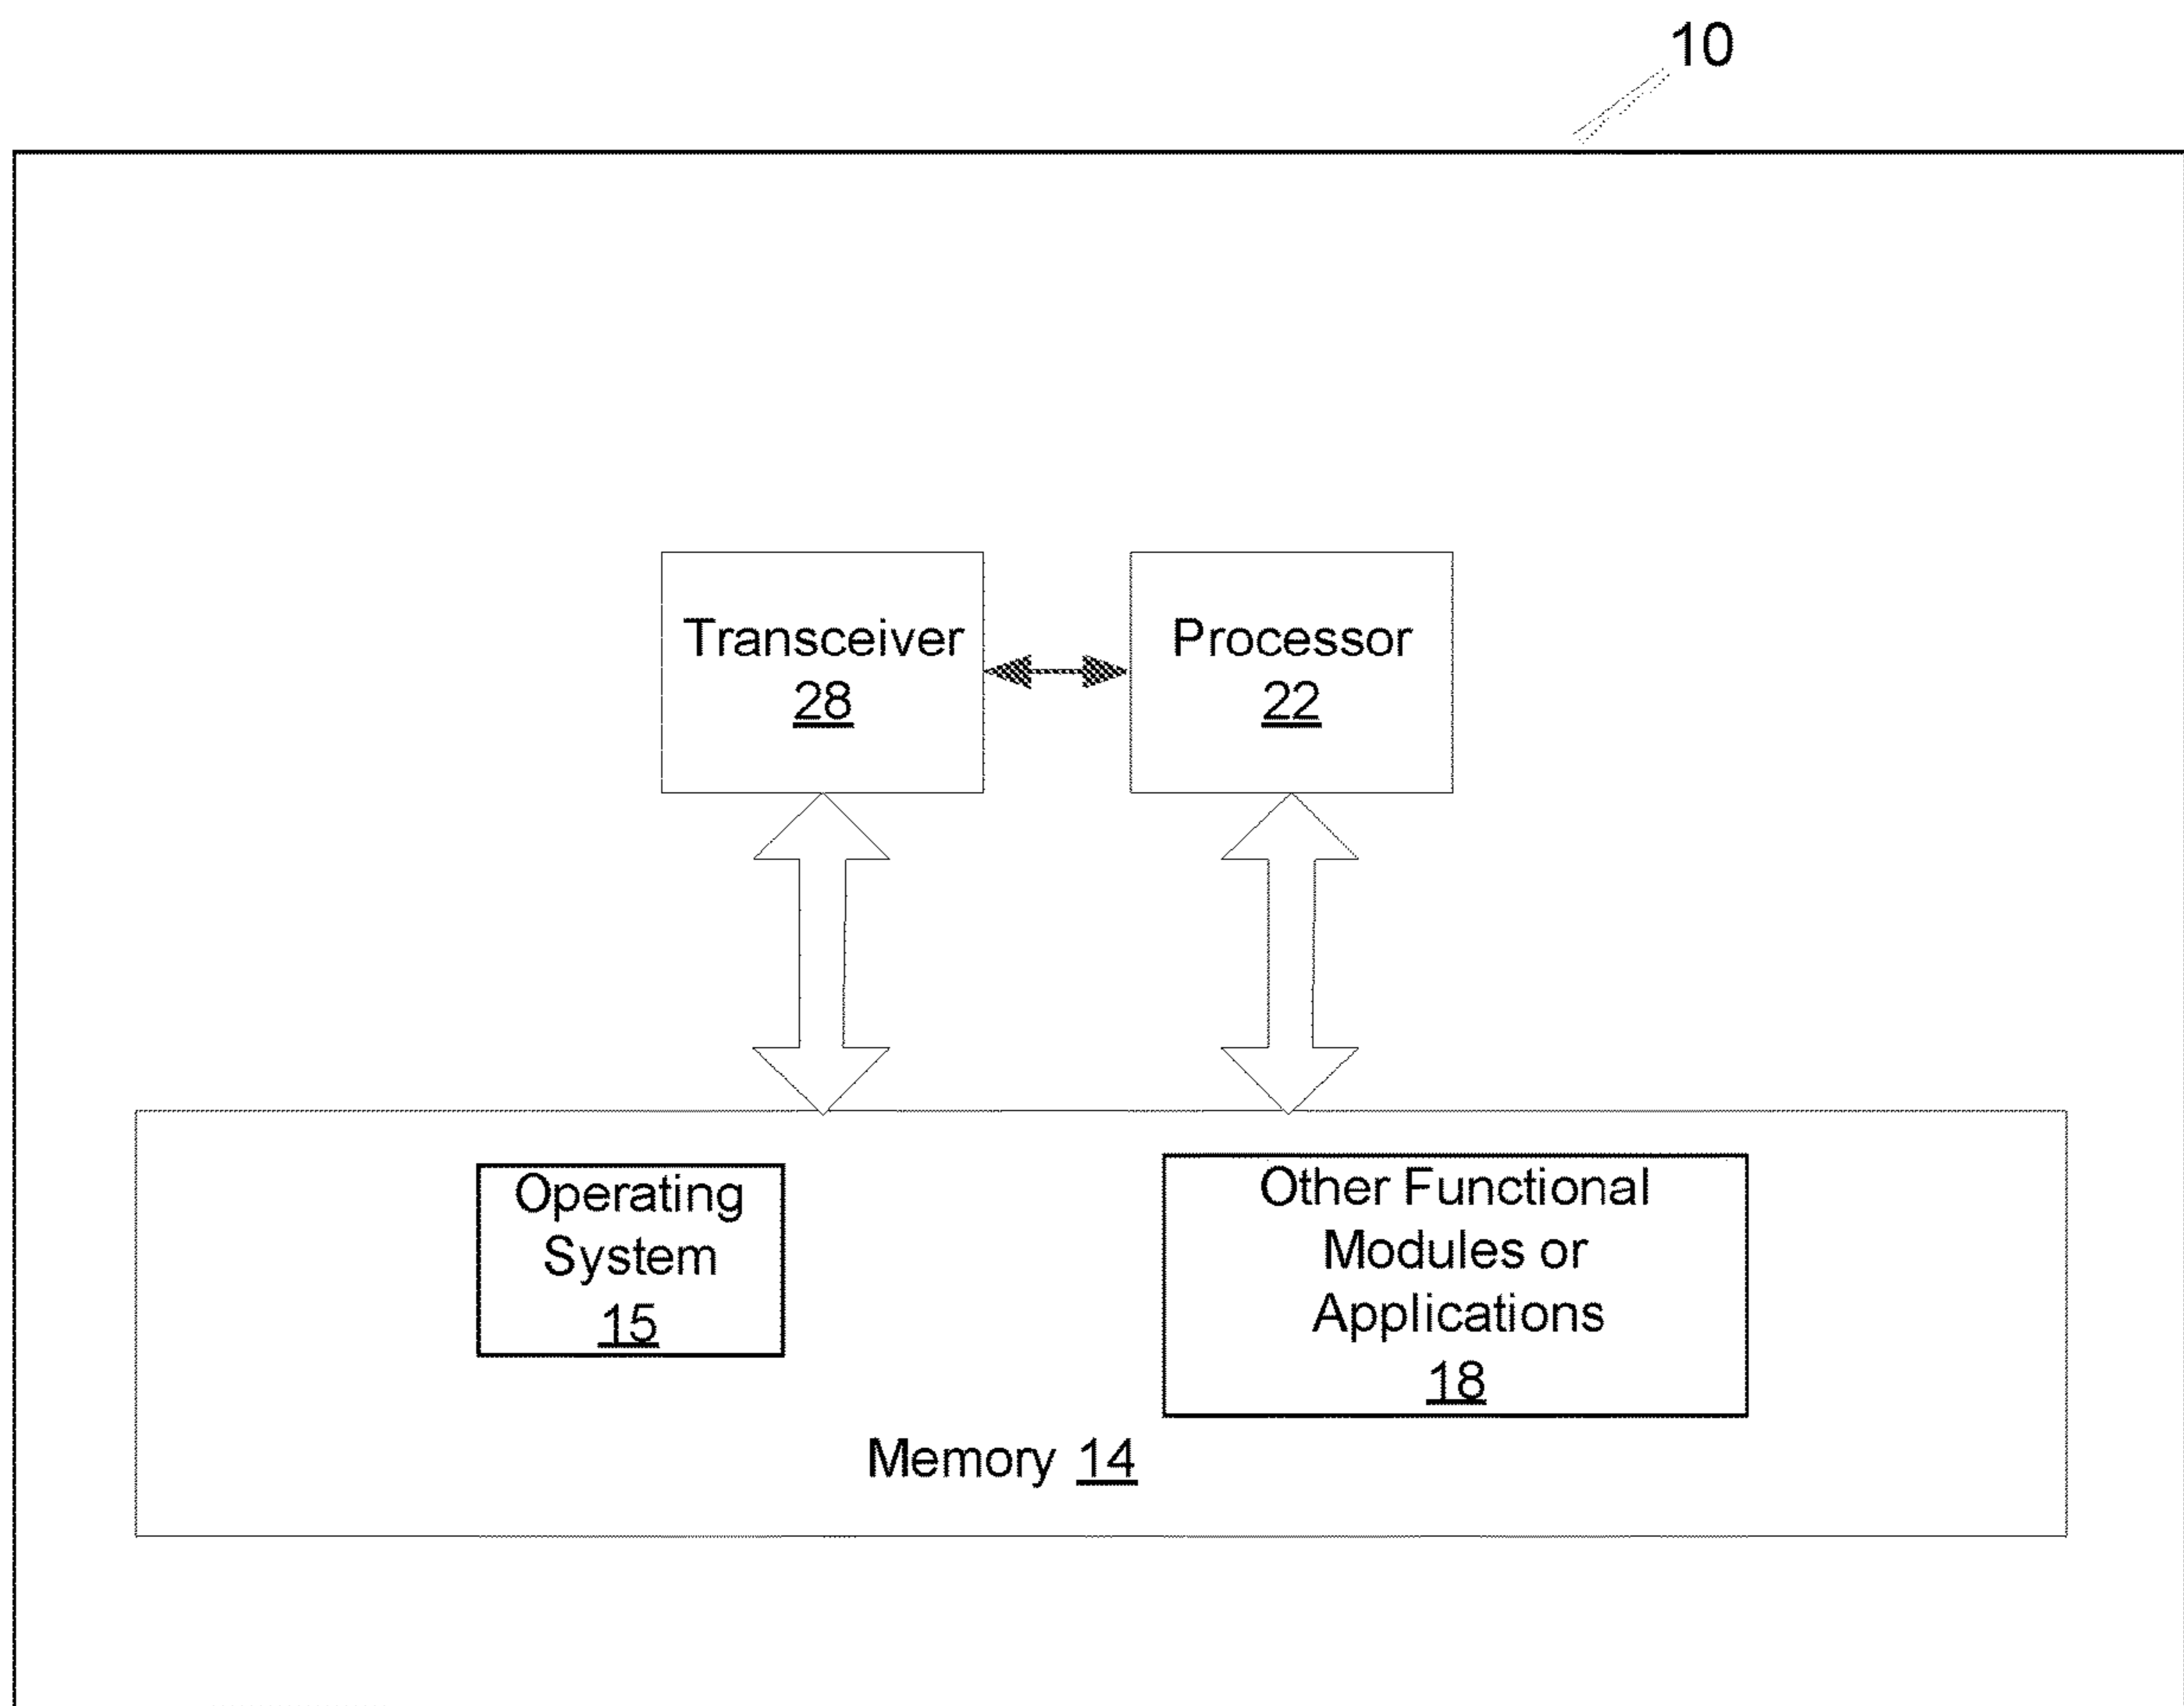 10
Transceiver
28
Processor
22
Operating
System
15
Other Functional
Modules or
Applications
18
Memory 14